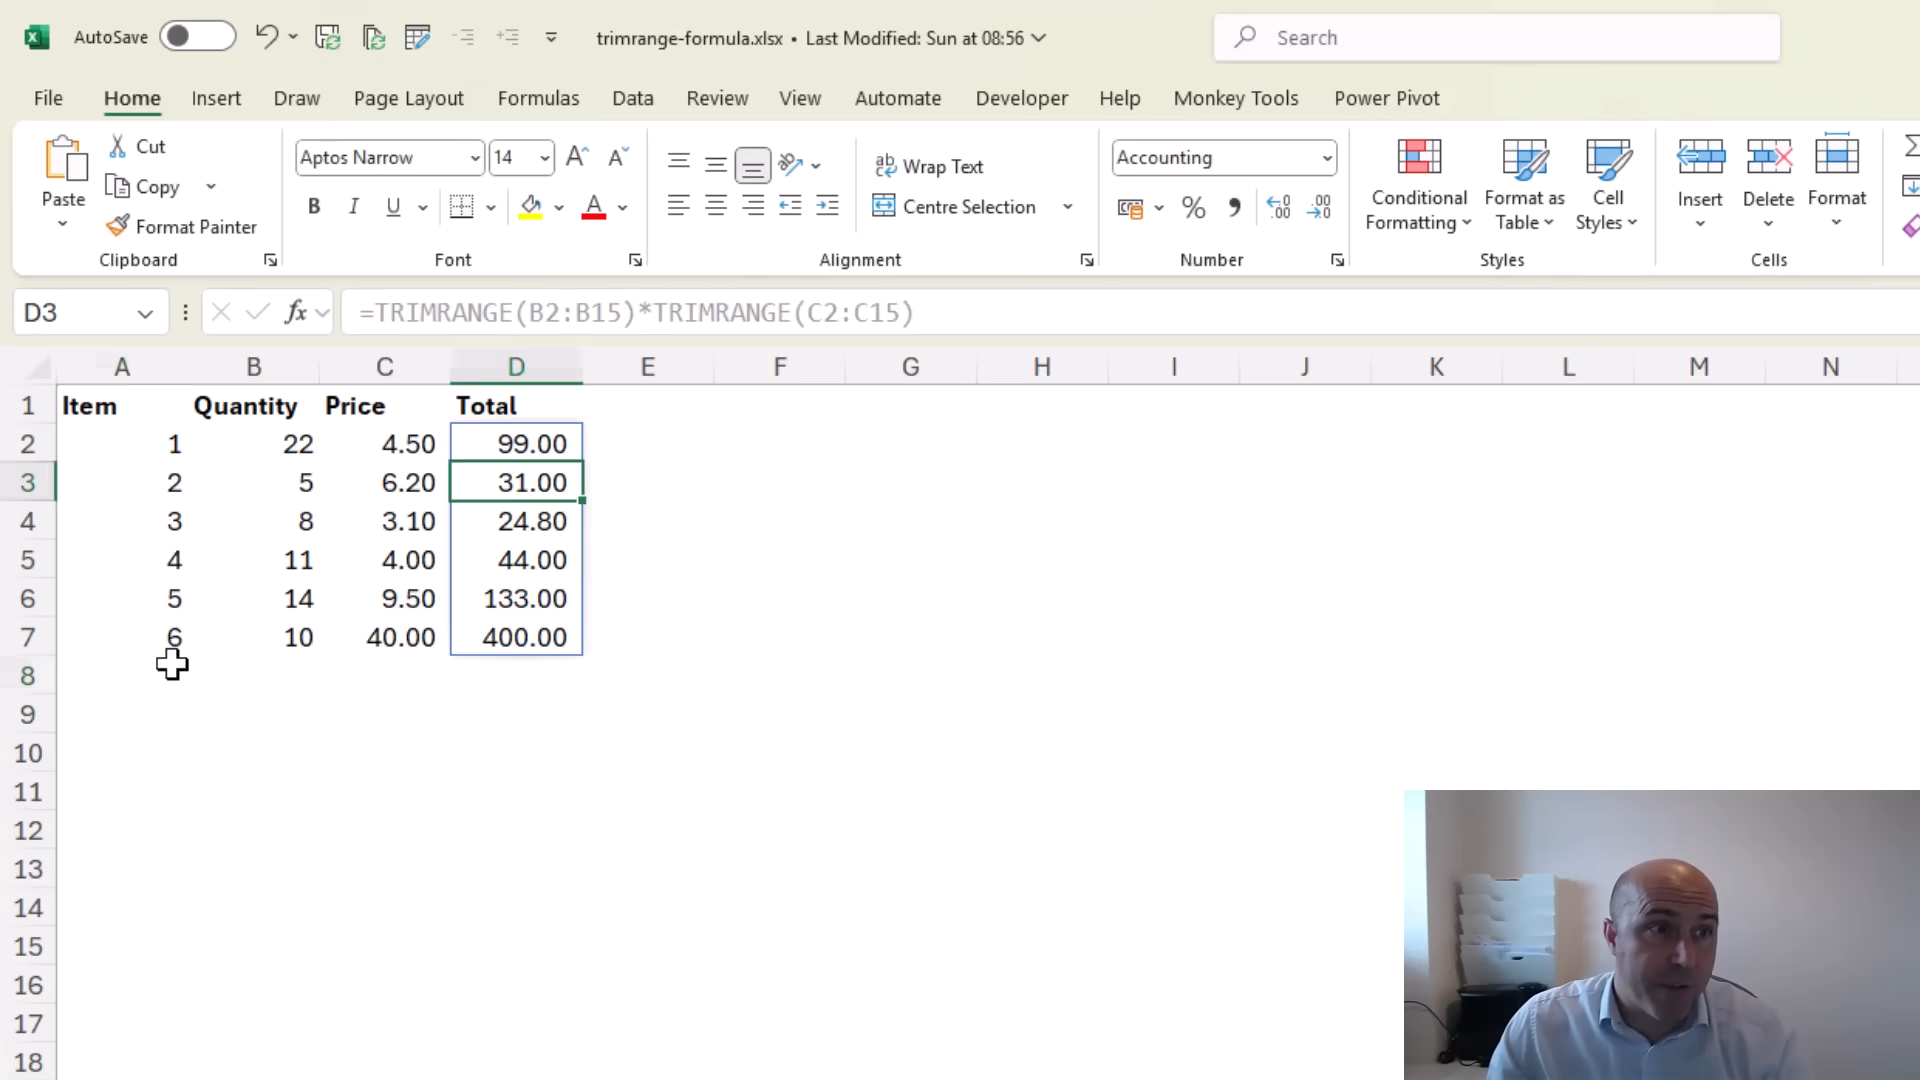 AutoSave
trimrange-formula.xlsx • Last Modified: Sun at 08:56
Search
File Home Insert Draw Page Layout Formulas Data Review View Automate Developer Help Monkey Tools Power Pivot
Paste
Cut
Copy
Format Painter
Clipboard
Aptos Narrow 14
B I U A
Font
Wrap Text
Centre Selection
Alignment
Accounting
Number
Conditional Formatting
Format as Table
Cell Styles
Styles
Insert
Delete
Format
Cells
D3 fx =TRIMRANGE(B2:B15)*TRIMRANGE(C2:C15)
A B C D E F G H I J K L M N
1 Item Quantity Price Total
2 1 22 4.50 99.00
3 2 5 6.20 31.00
4 3 8 3.10 24.80
5 4 11 4.00 44.00
6 5 14 9.50 133.00
7 6 10 40.00 400.00
8
9
10
11
12
13
14
15
16
17
18